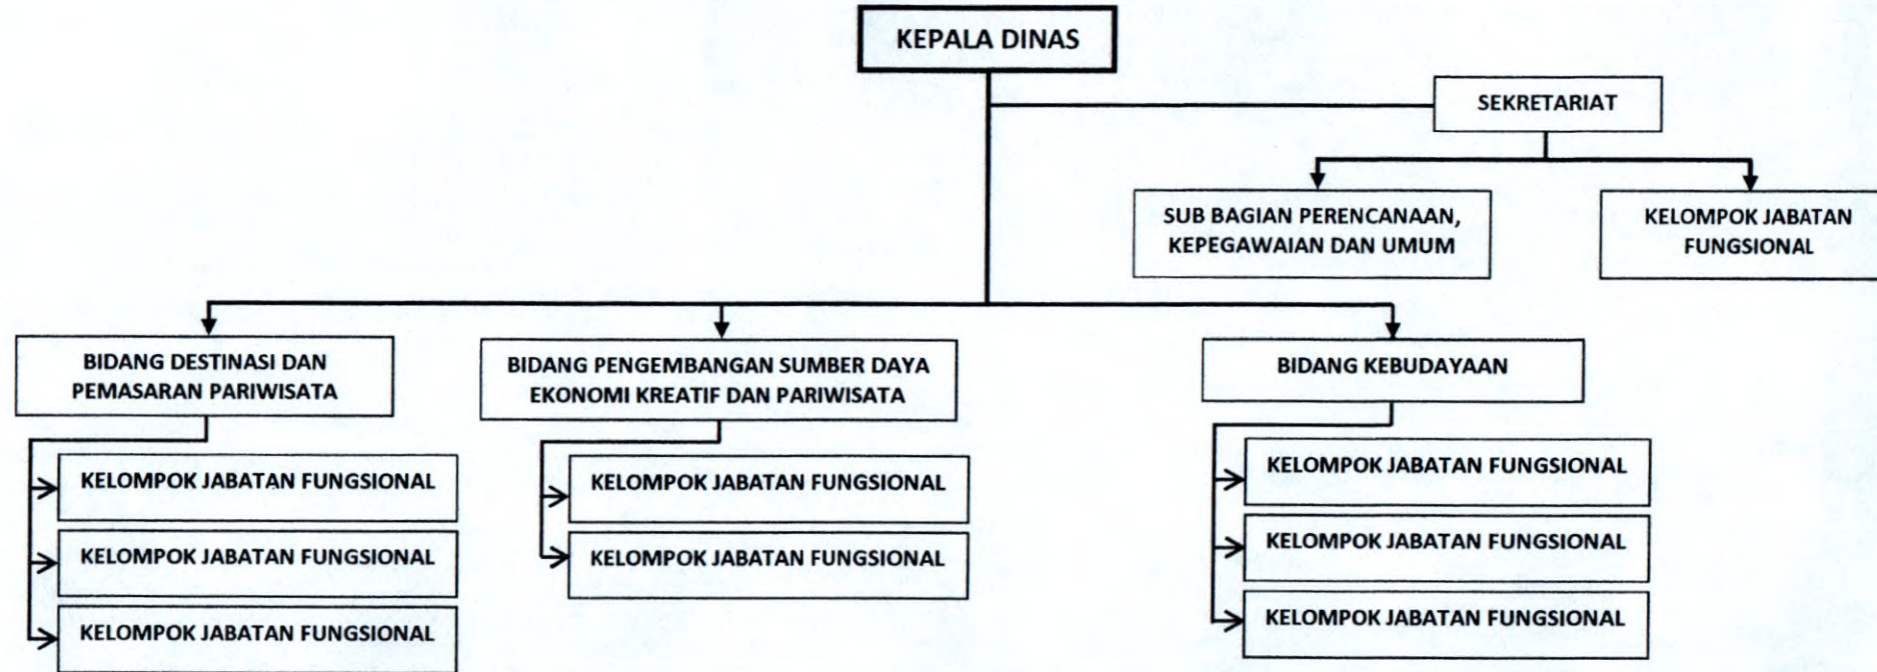 KEPALA DINAS
SEKRETARIAT
SUB BAGIAN PERENCANAAN,
KEPEGAWAIAN DAN UMUM
KELOMPOK JABATAN
FUNGSIONAL
BIDANG DESTINASI DAN
PEMASARAN PARIWISATA
KELOMPOK JABATAN FUNGSIONAL
KELOMPOK JABATAN FUNGSIONAL
KELOMPOK JABATAN FUNGSIONAL
BIDANG PENGEMBANGAN SUMBER DAYA
EKONOMI KREATIF DAN PARIWISATA
KELOMPOK JABATAN FUNGSIONAL
KELOMPOK JABATAN FUNGSIONAL
BIDANG KEBUDAYAAN
KELOMPOK JABATAN FUNGSIONAL
KELOMPOK JABATAN FUNGSIONAL
KELOMPOK JABATAN FUNGSIONAL